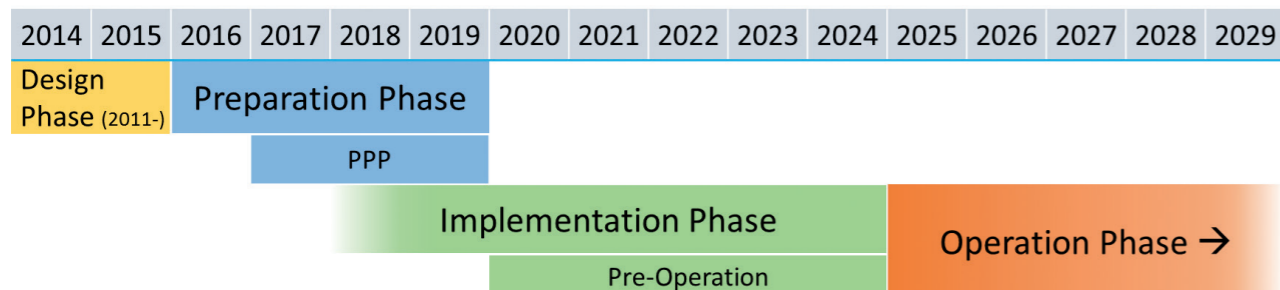 2014 2015 2016 2017 2018 2019 2020 2021 2022 2023 2024 2025 2026 2027 2028 2029
Design
Phase (2011-)
Preparation Phase
PPP
Implementation Phase
Operation Phase →
Pre-Operation